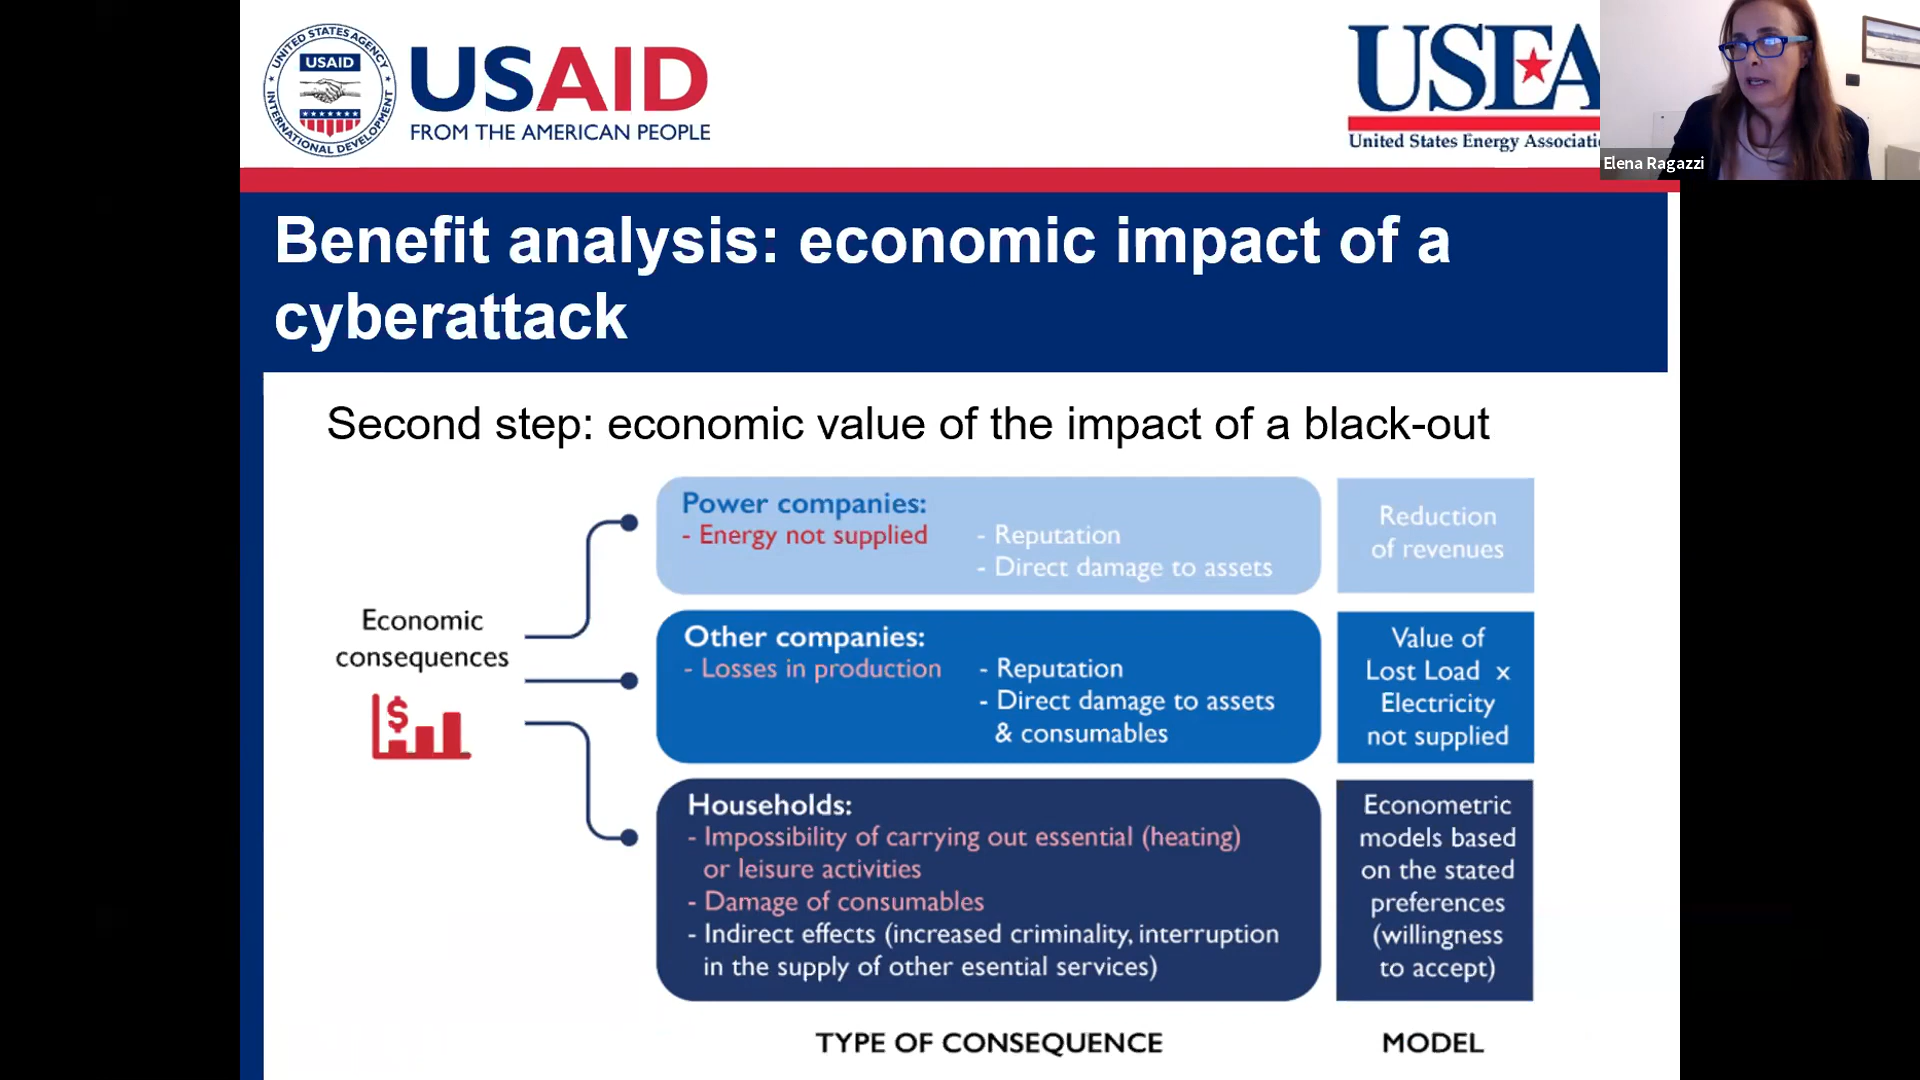 UNITED STATES AGENCY
INTERNATIONAL DEVELOPMENT
USAID
USAID
FROM THE AMERICAN PEOPLE
USEA
United States Energy Associati
Elena Ragazzi
Benefit analysis: economic impact of a
cyberattack
Second step: economic value of the impact of a black-out
Economic
consequences
$
Power companies:
- Energy not supplied
- Reputation
- Direct damage to assets
Reduction
of revenues
Other companies:
- Losses in production
- Reputation
- Direct damage to assets
& consumables
Value of
Lost Load x
Electricity
not supplied
Households:
- Impossibility of carrying out essential (heating)
or leisure activities
- Damage of consumables
- Indirect effects (increased criminality, interruption
in the supply of other esential services)
Econometric
models based
on the stated
preferences
(willingness
to accept)
TYPE OF CONSEQUENCE
MODEL